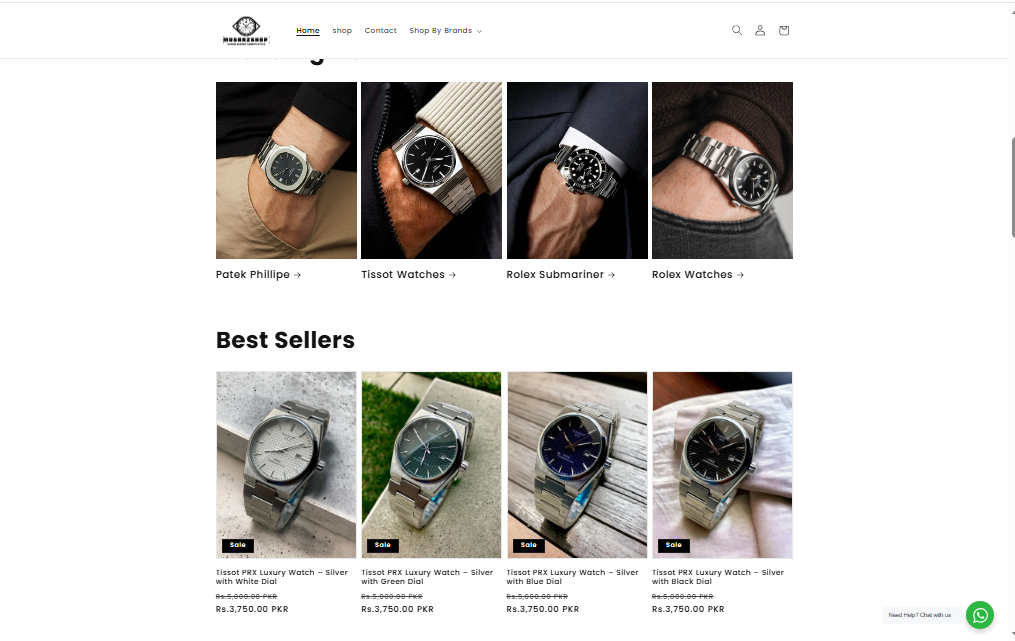 MUGHAZSHOP
Home shop Contact Shop By Brands
Patek Phillipe → Tissot Watches → Rolex Submariner → Rolex Watches →
Best Sellers
Sale Sale Sale Sale
Tissot PRX Luxury Watch – Silver with White Dial
Rs.5,000.00 PKR
Rs.3,750.00 PKR
Tissot PRX Luxury Watch – Silver with Green Dial
Rs.5,000.00 PKR
Rs.3,750.00 PKR
Tissot PRX Luxury Watch – Silver with Blue Dial
Rs.5,000.00 PKR
Rs.3,750.00 PKR
Tissot PRX Luxury Watch – Silver with Black Dial
Rs.5,000.00 PKR
Rs.3,750.00 PKR
Need Help? Chat with us